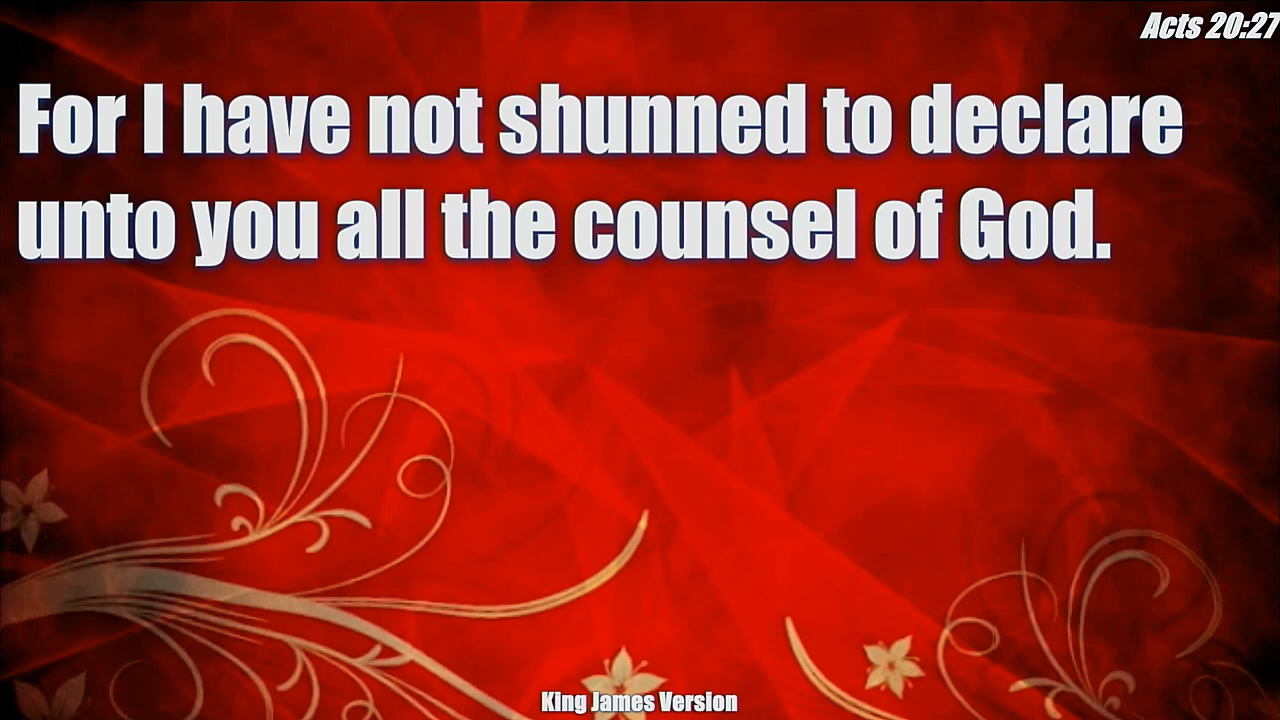 Acts 20:27
For I have not shunned to declare
unto you all the counsel of God.
King James Version